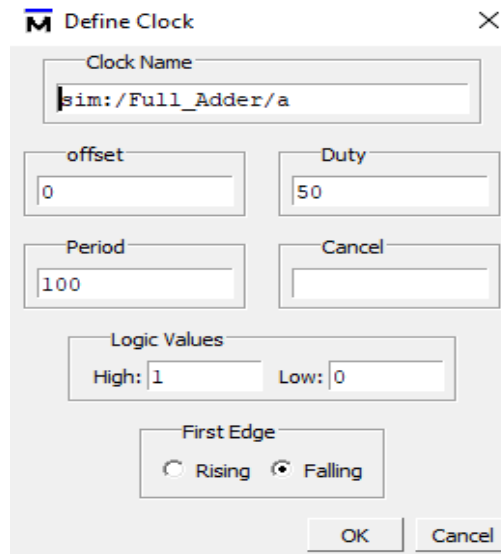 M Define Clock
Clock Name
sim:/Full_Adder/a
offset
Duty
0
50
Period
Cancel
100
Logic Values
High: 1 Low: 0
First Edge
Rising Falling
OK Cancel